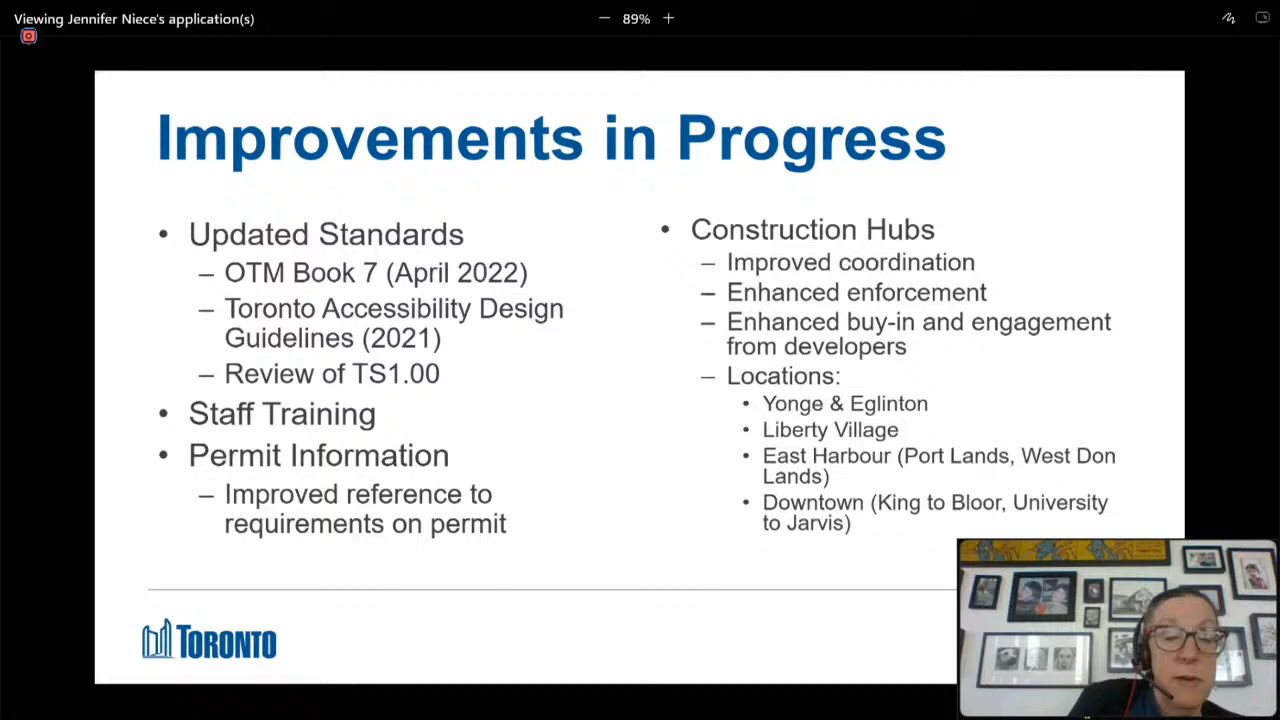 Viewing Jennifer Niece's application(s)
89%
Improvements in Progress
• Updated Standards
– OTM Book 7 (April 2022)
– Toronto Accessibility Design
Guidelines (2021)
– Review of TS1.00
• Staff Training
• Permit Information
– Improved reference to
requirements on permit
• Construction Hubs
– Improved coordination
– Enhanced enforcement
– Enhanced buy-in and engagement
from developers
– Locations:
• Yonge & Eglinton
• Liberty Village
• East Harbour (Port Lands, West Don
Lands)
• Downtown (King to Bloor, University
to Jarvis)
TORONTO